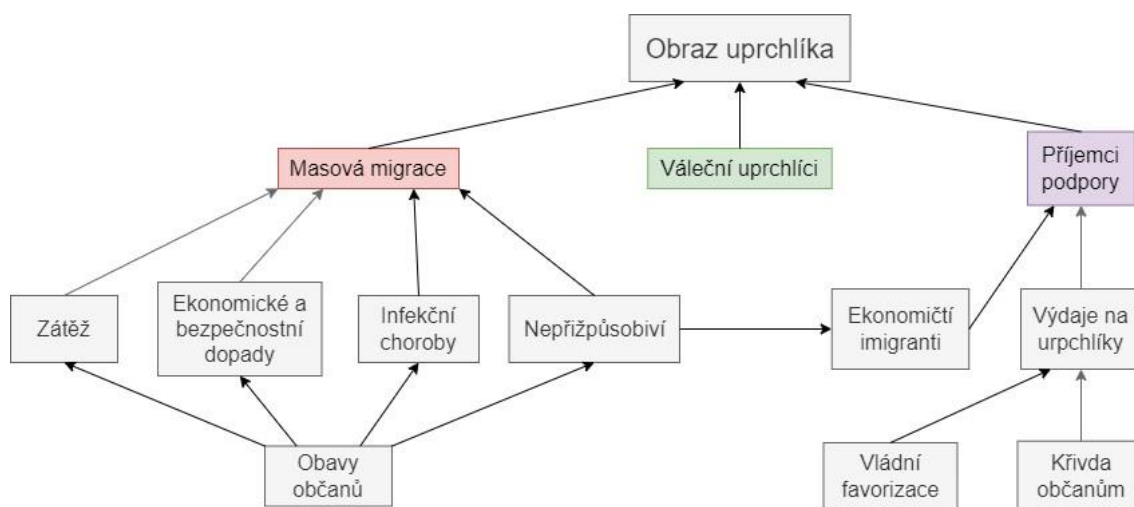 Obraz uprchlíka
Masová migrace
Váleční uprchlíci
Příjemci
podpory
Zátěž
Ekonomické a
bezpečnostní
dopady
Infekční
choroby
Nepřižpůsobiví
Ekonomičtí
imigranti
Výdaje na
urpchlíky
Obavy
občanů
Vládní
favorizace
Křivda
občanům